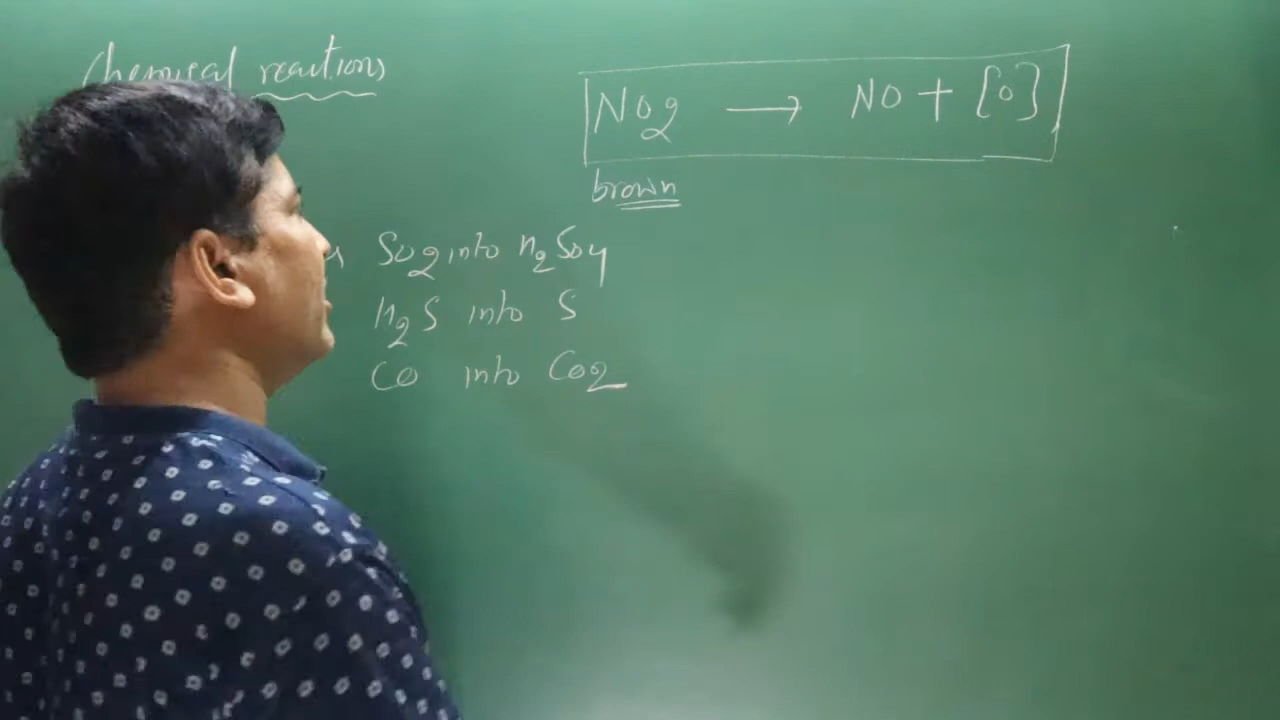 Chemical reactions
NO2 → NO + [O]
brown
SO2 into H2SO4
H2S into S
CO into CO2